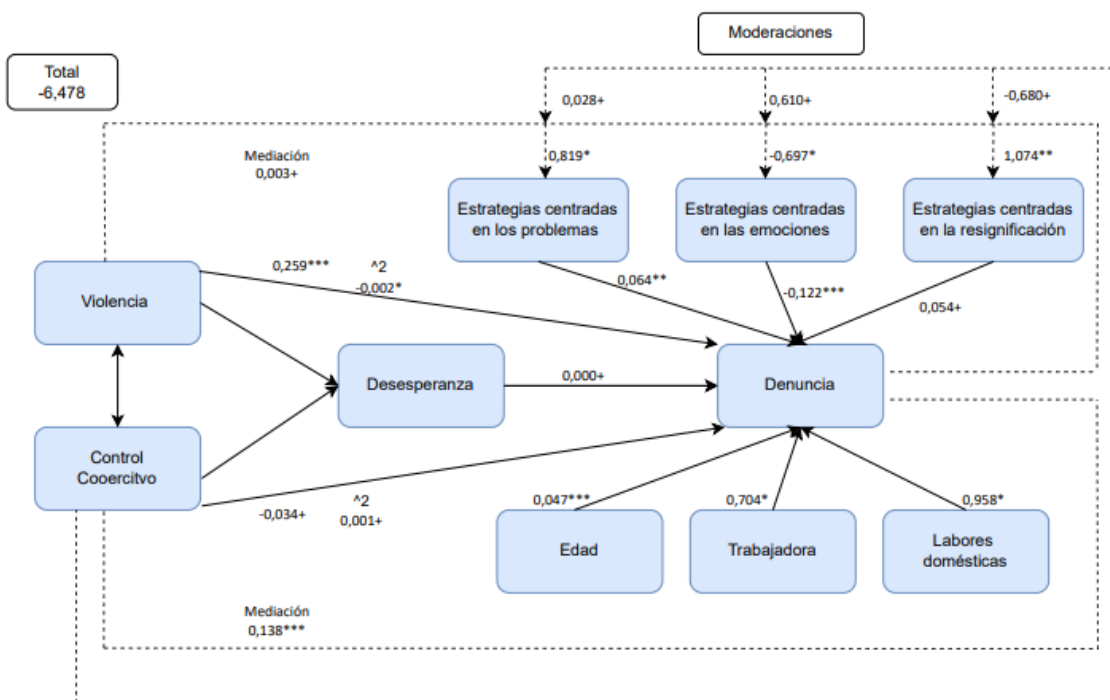 Moderaciones
Total
-6,478
0,028+
0,610+
-0,680+
Mediación
0,003+
0,819*
-0,697*
1,074**
Estrategias centradas
en los problemas
Estrategias centradas
en las emociones
Estrategias centradas
en la resignificación
0,259***
^2
-0,002*
0,064**
-0,122***
0,054+
Violencia
Desesperanza
0,000+
Denuncia
Control
Cooercitvo
-0,034+
^2
0,001+
0,047***
0,704*
0,958*
Edad
Trabajadora
Labores
domésticas
Mediación
0,138***